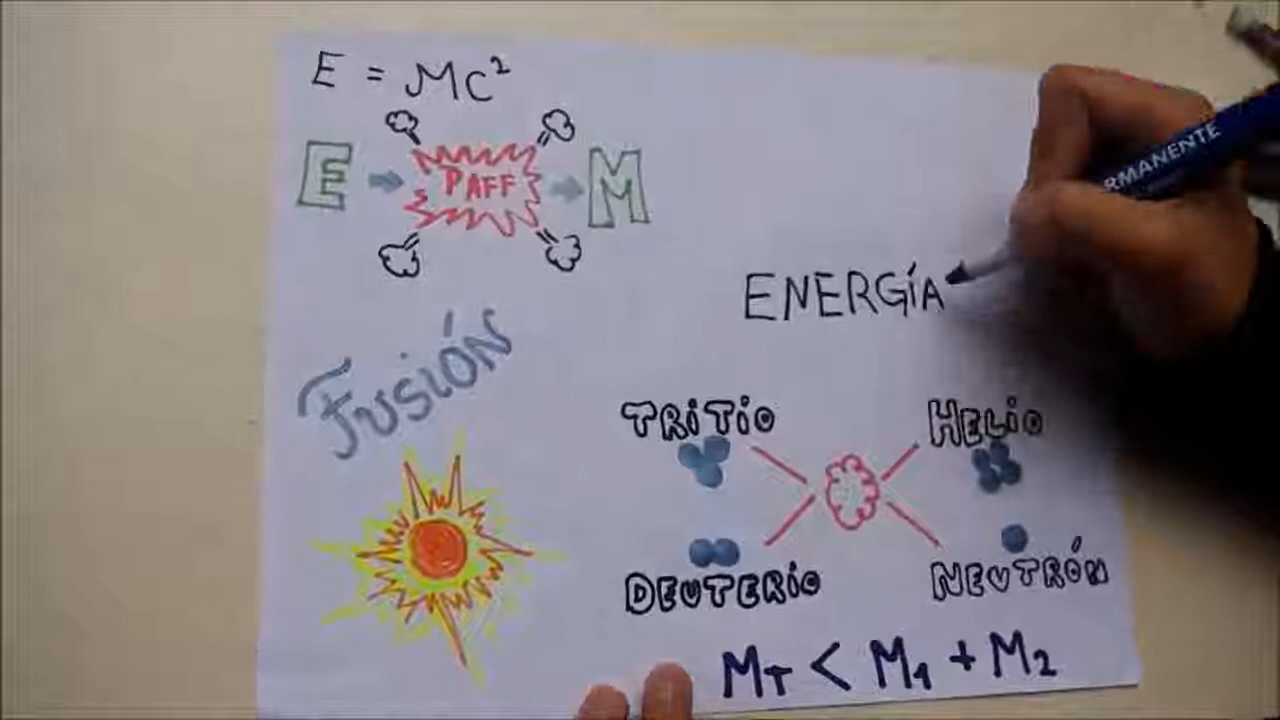 E = MC²
E PAFF M
RMANENTE
ENERGÍA
FUSIÓN
TRITIO
HELIO
DEUTERIO
NEUTRÓN
MT < M1 + M2